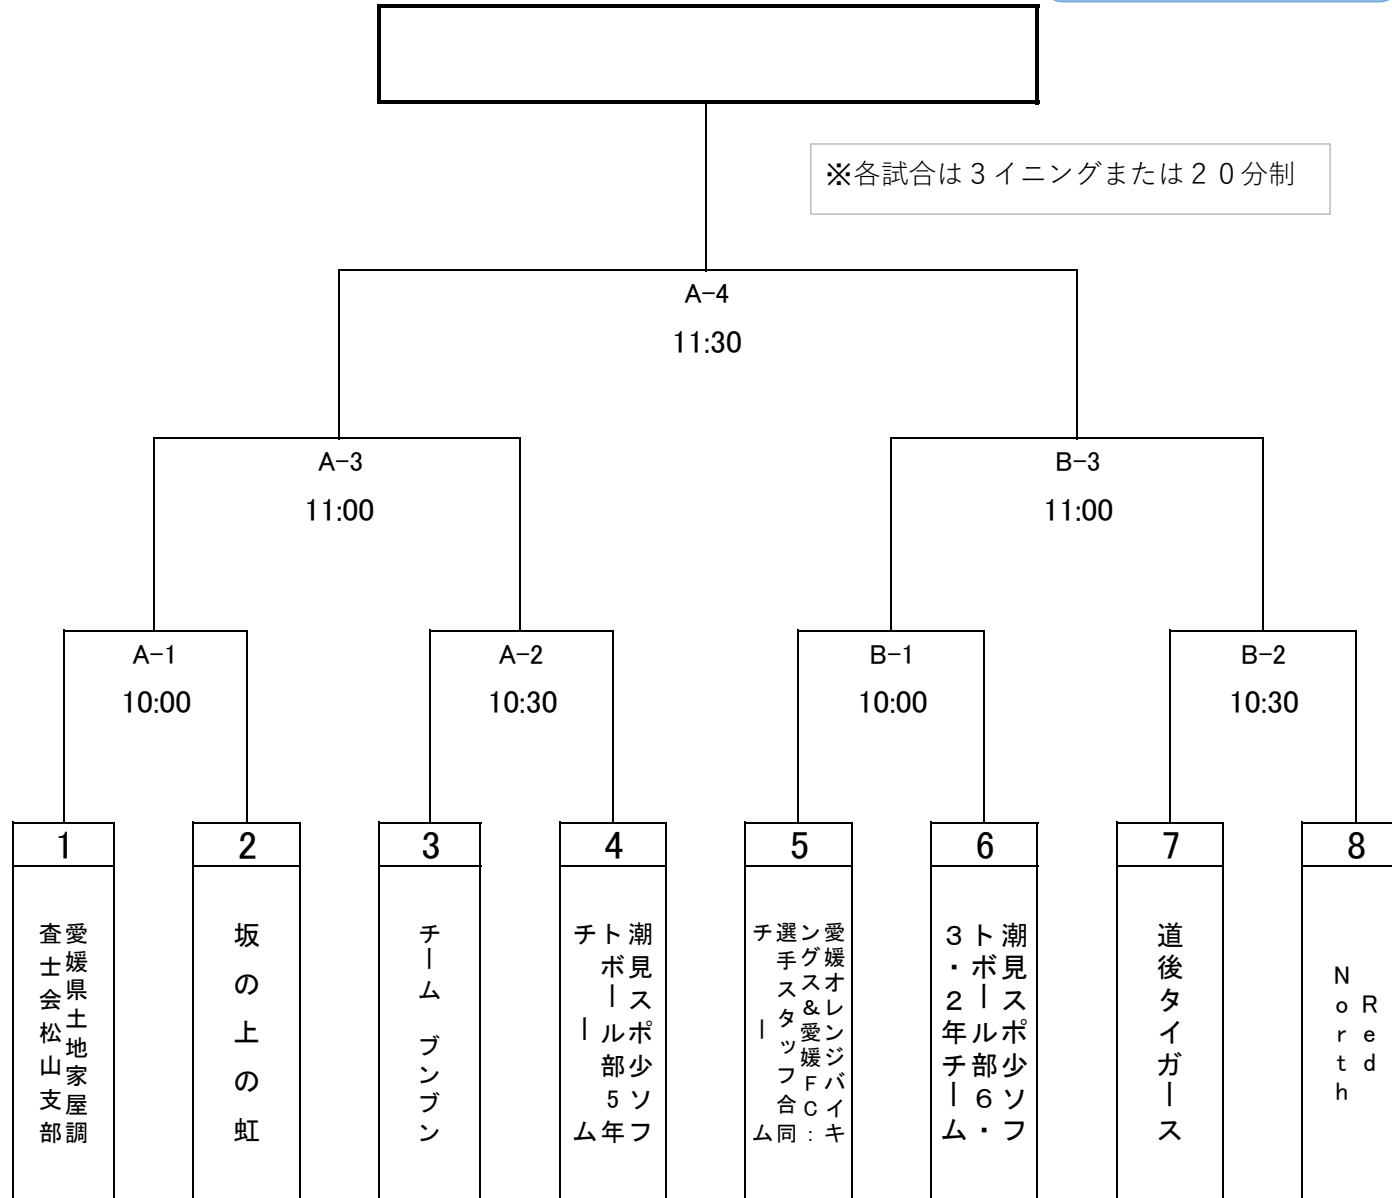 ※各試合は３イニングまたは２０分制
A-4
11:30
A-3
11:00
B-3
11:00
A-1
10:00
A-2
10:30
B-1
10:00
B-2
10:30
1
2
3
4
5
6
7
8
愛媛県土地家屋調
査士会松山支部
坂の上の虹
チーム ブンブン
潮見スポ少ソフ
トボール部５年
チーム
愛媛オレンジバイキ
ングス＆愛媛ＦＣ：
選手スタッフ合同
チーム
潮見スポ少ソフ
トボール部６・
３・２年チーム
道後タイガース
Red
North